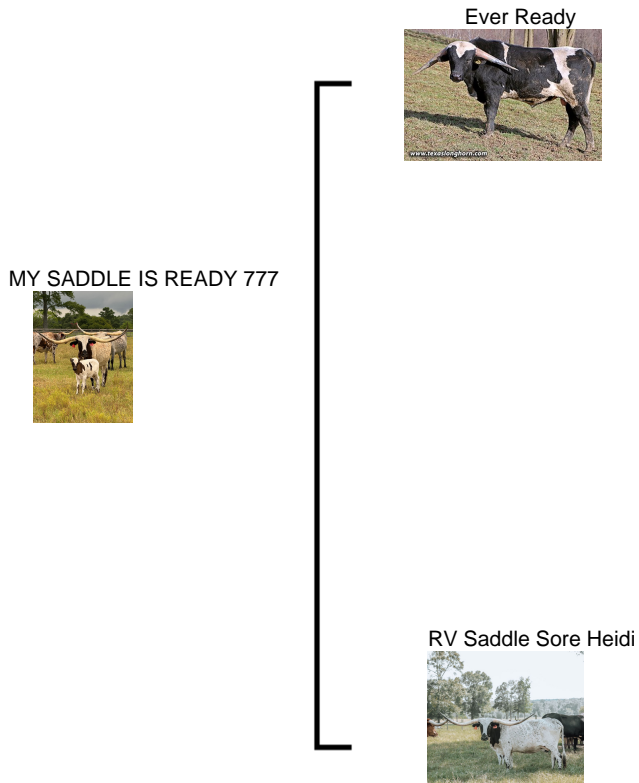 Ever Ready
www.texaslonghorn.com
MY SADDLE IS READY 777
RV Saddle Sore Heidi